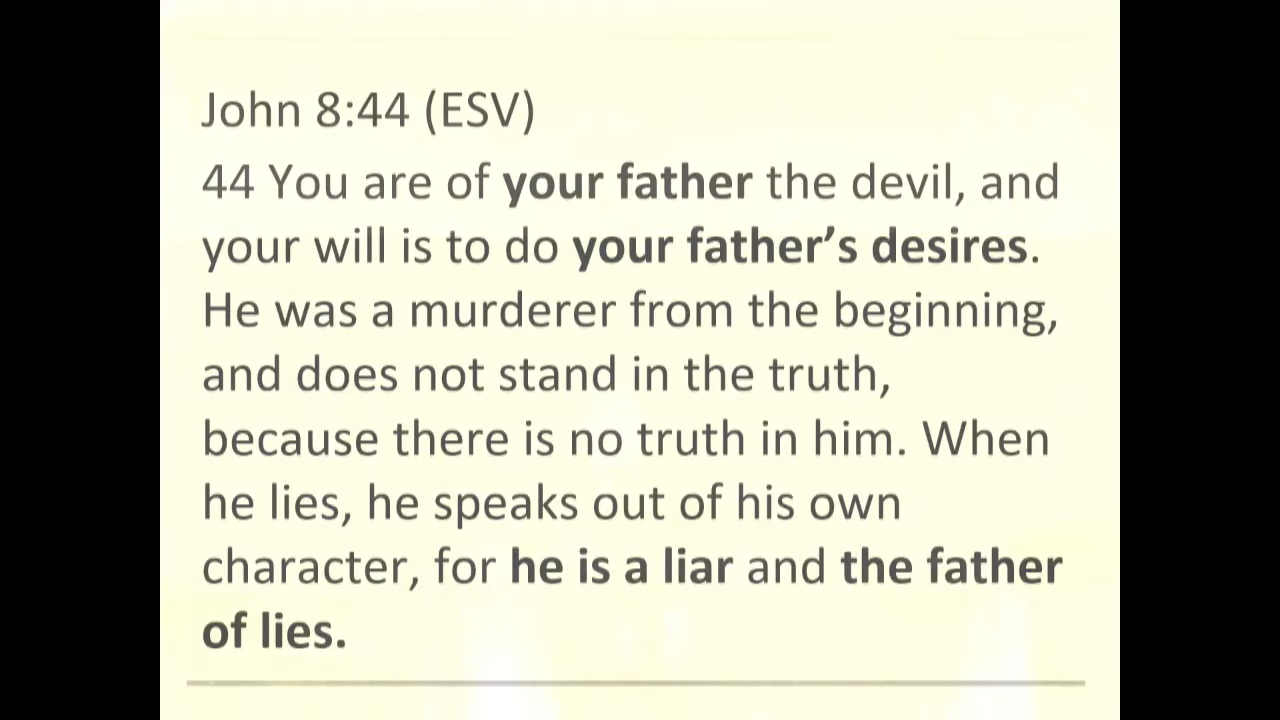 John 8:44 (ESV)
44 You are of your father the devil, and
your will is to do your father’s desires.
He was a murderer from the beginning,
and does not stand in the truth,
because there is no truth in him. When
he lies, he speaks out of his own
character, for he is a liar and the father
of lies.